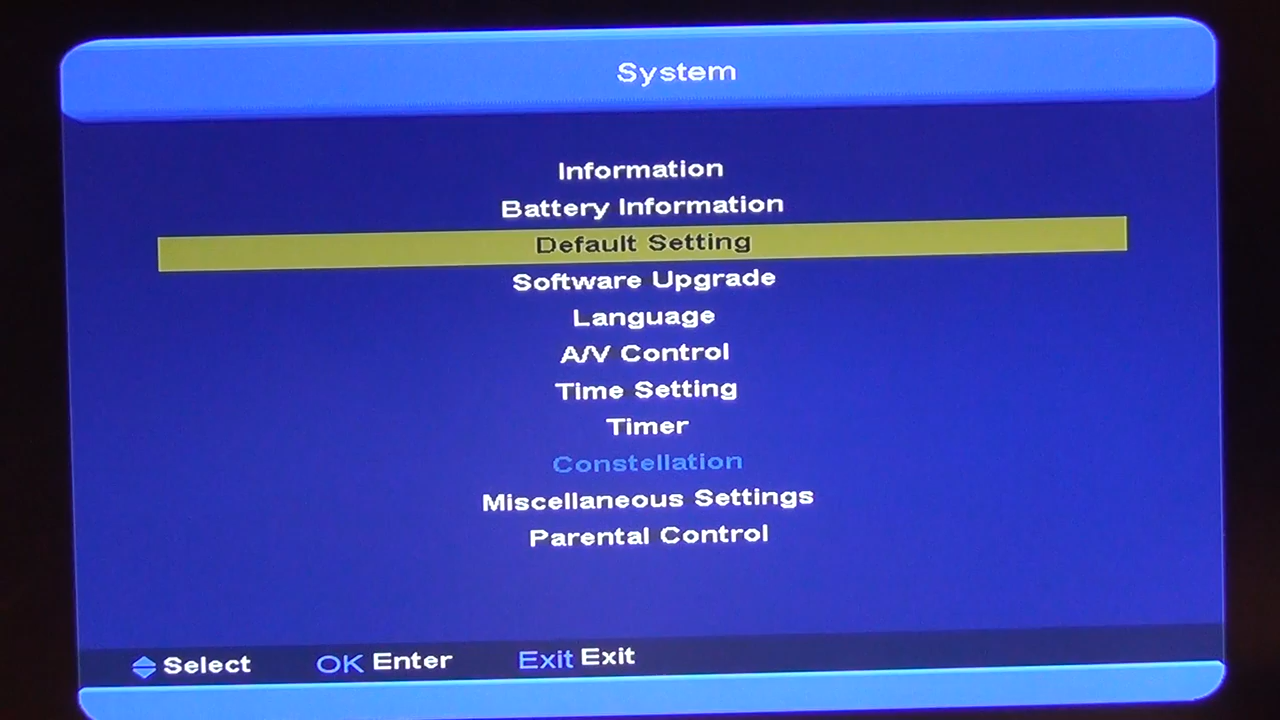 System
Information
Battery Information
Default Setting
Software Upgrade
Language
A/V Control
Time Setting
Timer
Constellation
Miscellaneous Settings
Parental Control
Select OK Enter Exit Exit